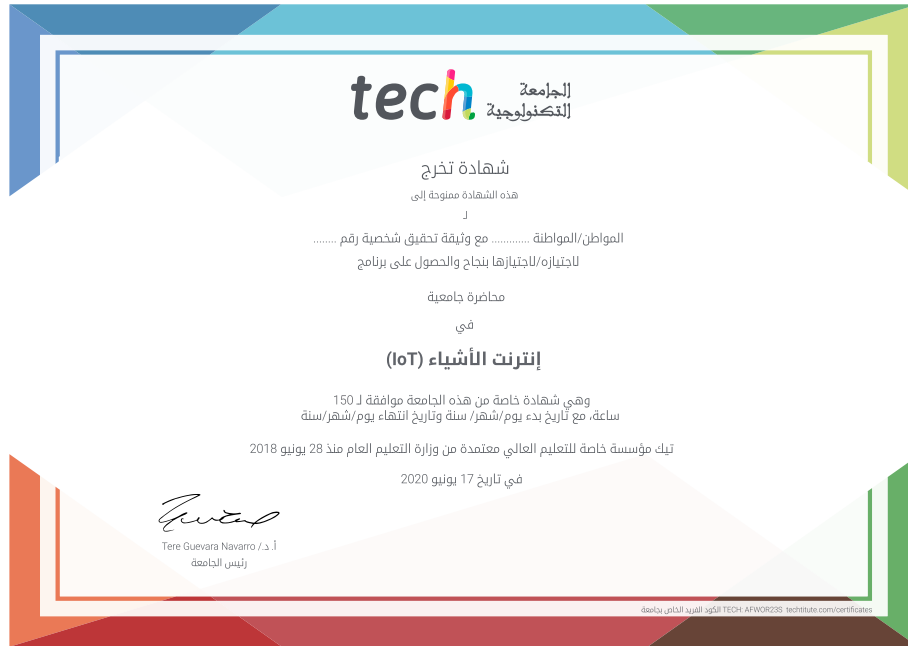 tech الجامعة
التكنولوجية
شهادة تخرج
هذه الشهادة ممنوحة إلى
لـ
المواطن/المواطنة ............. مع وثيقة تحقيق شخصية رقم ........
لاجتيازه/لاجتيازها بنجاح والحصول على برنامج
محاضرة جامعية
في
إنترنت الأشياء (IoT)
وهي شهادة خاصة من هذه الجامعة موافقة لـ 150
ساعة، مع تاريخ بدء يوم/شهر/ سنة وتاريخ انتهاء يوم/شهر/سنة
تيك مؤسسة خاصة للتعليم العالي معتمدة من وزارة التعليم العام منذ 28 يونيو 2018
في تاريخ 17 يونيو 2020
أ. د./ Tere Guevara Navarro
رئيس الجامعة
الكود الفريد الخاص بجامعة TECH: AFWOR23S techtitute.com/certificates